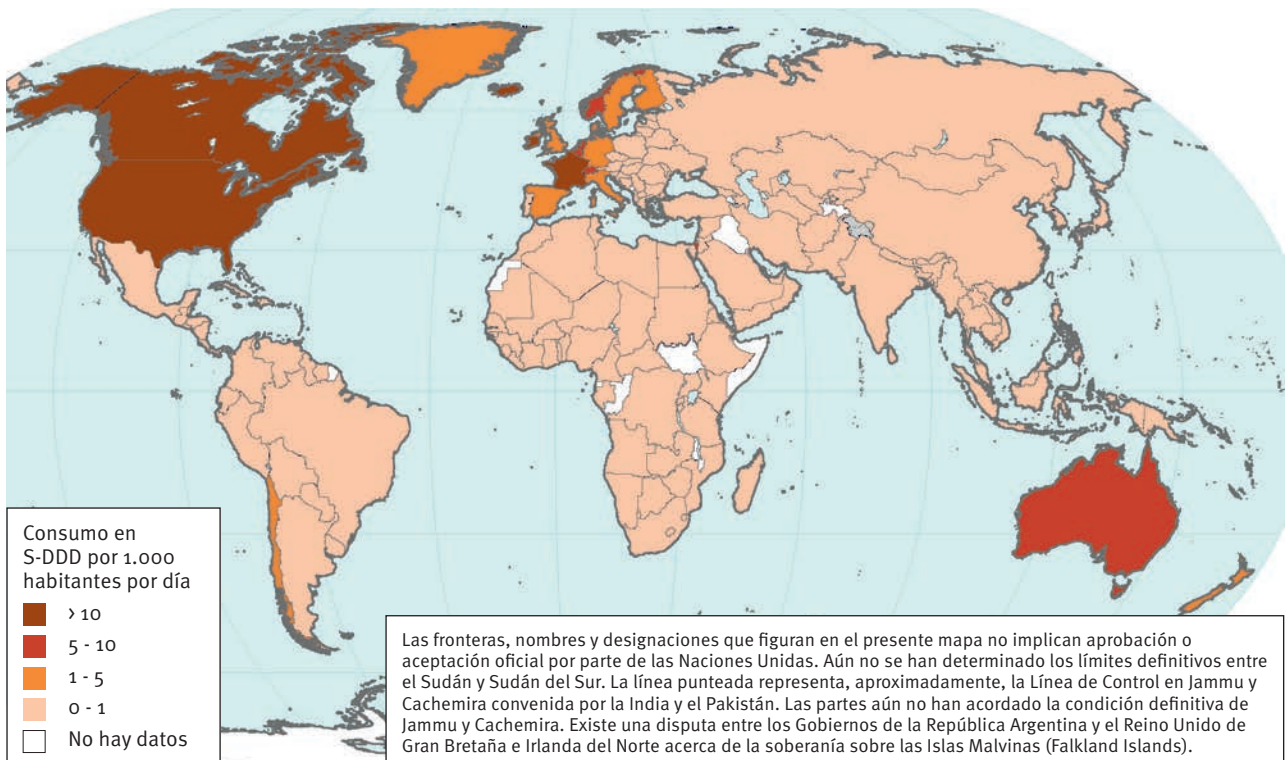 Consumo en
S-DDD por 1.000
habitantes por día
> 10
5 - 10
1 - 5
0 - 1
No hay datos
Las fronteras, nombres y designaciones que figuran en el presente mapa no implican aprobación o
aceptación oficial por parte de las Naciones Unidas. Aún no se han determinado los límites definitivos entre
el Sudán y Sudán del Sur. La línea punteada representa, aproximadamente, la Línea de Control en Jammu y
Cachemira convenida por la India y el Pakistán. Las partes aún no han acordado la condición definitiva de
Jammu y Cachemira. Existe una disputa entre los Gobiernos de la República Argentina y el Reino Unido de
Gran Bretaña e Irlanda del Norte acerca de la soberanía sobre las Islas Malvinas (Falkland Islands).